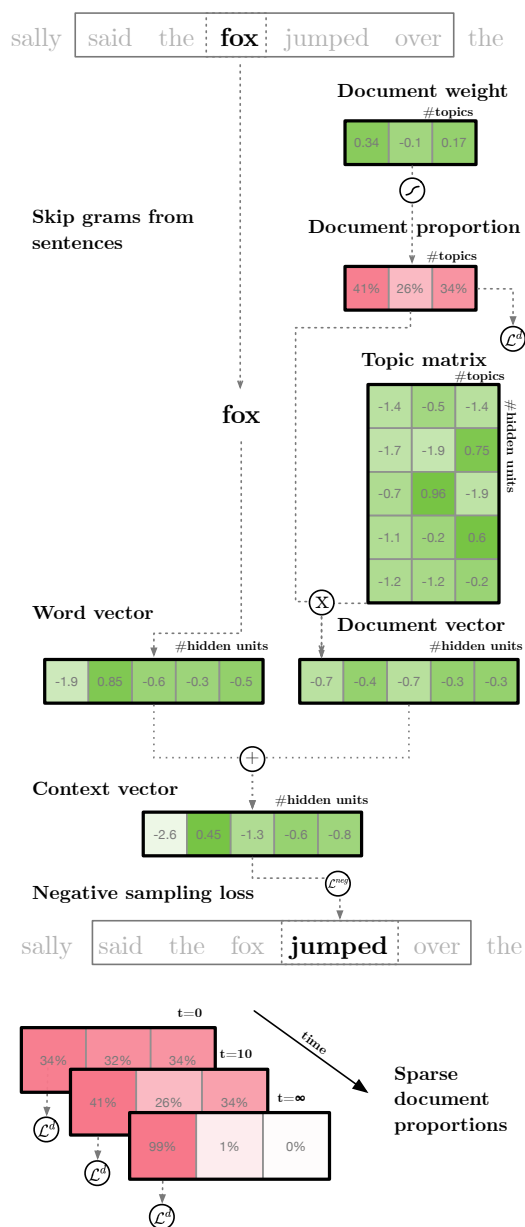 sally said the fox jumped over the
Document weight
#topics
0.34 -0.1 0.17
Skip grams from
sentences
Document proportion
#topics
41% 26% 34%
ℒᵈ
Topic matrix
#topics
#hidden units
-1.4 -0.5 -1.4
-1.7 -1.9 0.75
-0.7 0.96 -1.9
-1.1 -0.2 0.6
-1.2 -1.2 -0.2
fox
X
Word vector
#hidden units
-1.9 0.85 -0.6 -0.3 -0.5
Document vector
#hidden units
-0.7 -0.4 -0.7 -0.3 -0.3
+
Context vector
#hidden units
-2.6 0.45 -1.3 -0.6 -0.8
ℒⁿᵉᵍ
Negative sampling loss
sally said the fox jumped over the
t=0
34% 32% 34%
ℒᵈ
t=10
41% 26% 34%
ℒᵈ
t=∞
99% 1% 0%
ℒᵈ
time
Sparse
document
proportions